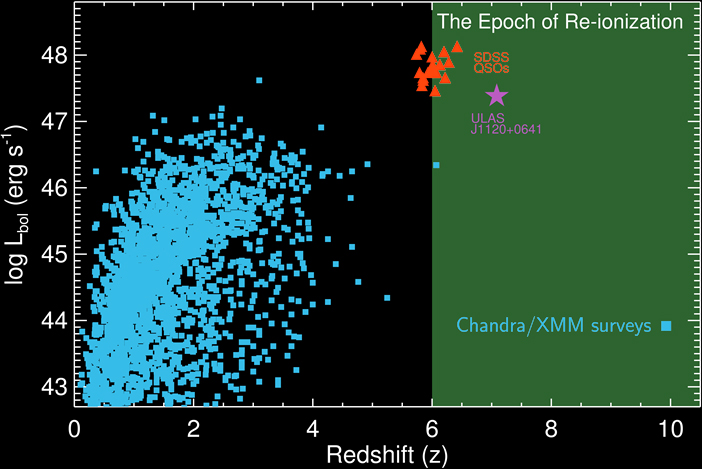 The Epoch of Re-ionization
48
SDSS
QSOs
47
ULAS
J1120+0641
46
log L_bol (erg s⁻¹)
45
44
Chandra/XMM surveys
43
0 2 4 6 8 10
Redshift (z)